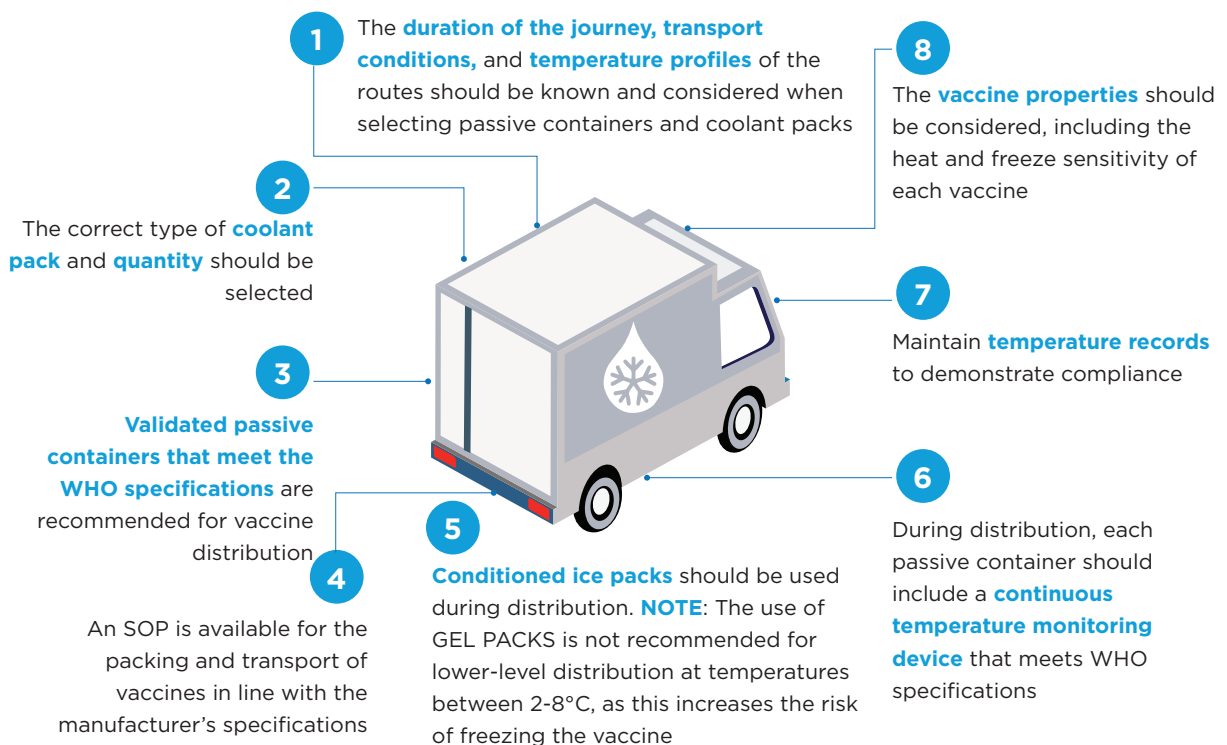 1
The duration of the journey, transport
conditions, and temperature profiles of the
routes should be known and considered when
selecting passive containers and coolant packs
2
The correct type of coolant
pack and quantity should be
selected
3
Validated passive
containers that meet the
WHO specifications are
recommended for vaccine
distribution
4
An SOP is available for the
packing and transport of
vaccines in line with the
manufacturer’s specifications
5
Conditioned ice packs should be used
during distribution. NOTE: The use of
GEL PACKS is not recommended for
lower-level distribution at temperatures
between 2-8°C, as this increases the risk
of freezing the vaccine
6
During distribution, each
passive container should
include a continuous
temperature monitoring
device that meets WHO
specifications
7
Maintain temperature records
to demonstrate compliance
8
The vaccine properties should
be considered, including the
heat and freeze sensitivity of
each vaccine